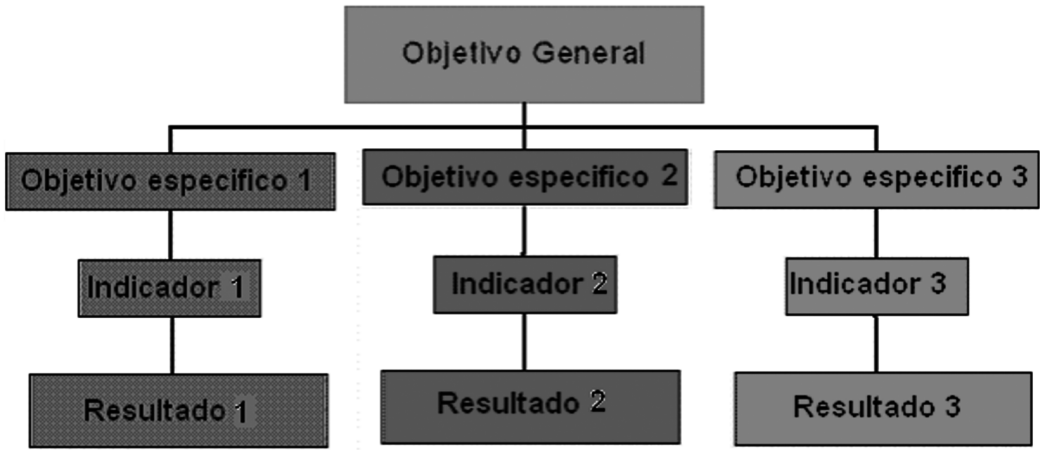 Objetivo General
Objetivo especifico 1
Objetivo especifico 2
Objetivo especifico 3
Indicador 1
Indicador 2
Indicador 3
Resultado 1
Resultado 2
Resultado 3